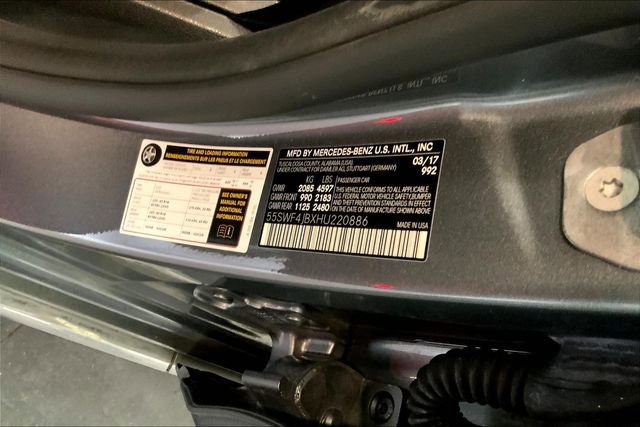 TIRE AND LOADING INFORMATION
RENSEIGNEMENTS SUR LES PNEUS ET LE CHARGEMENT
SEE OWNER'S
MANUAL FOR
ADDITIONAL
INFORMATION
MFD BY MERCEDES-BENZ U.S. INTL., INC
TUSCALOOSA COUNTY, ALABAMA (USA) 03/17
UNDER CONTRACT FOR DAIMLER AG, STUTTGART (GERMANY) 992
KG LBS PASSENGER CAR
GVWR 2085 4597
GAWR FRONT 990 2183
GAWR REAR 1125 2480
THIS VEHICLE CONFORMS TO ALL APPLICABLE
U.S. FEDERAL MOTOR VEHICLE SAFETY, BUMPER
AND THEFT PREVENTION STANDARDS IN EFFECT
ON THE DATE OF MANUFACTURE SHOWN ABOVE.
55SWF4JBXHU220886
MADE IN USA